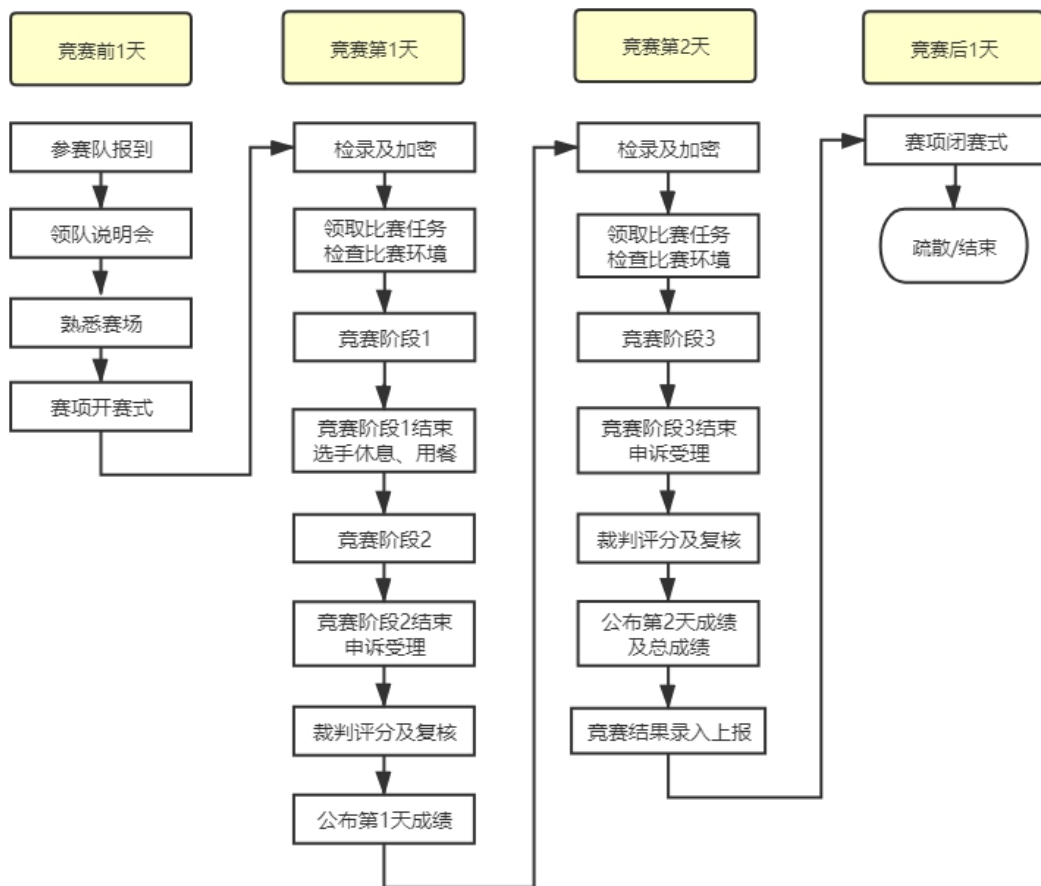 竞赛前1天
参赛队报到
领队说明会
熟悉赛场
赛项开赛式
竞赛第1天
检录及加密
领取比赛任务
检查比赛环境
竞赛阶段1
竞赛阶段1结束
选手休息、用餐
竞赛阶段2
竞赛阶段2结束
申诉受理
裁判评分及复核
公布第1天成绩
竞赛第2天
检录及加密
领取比赛任务
检查比赛环境
竞赛阶段3
竞赛阶段3结束
申诉受理
裁判评分及复核
公布第2天成绩
及总成绩
竞赛结果录入上报
竞赛后1天
赛项闭赛式
疏散/结束